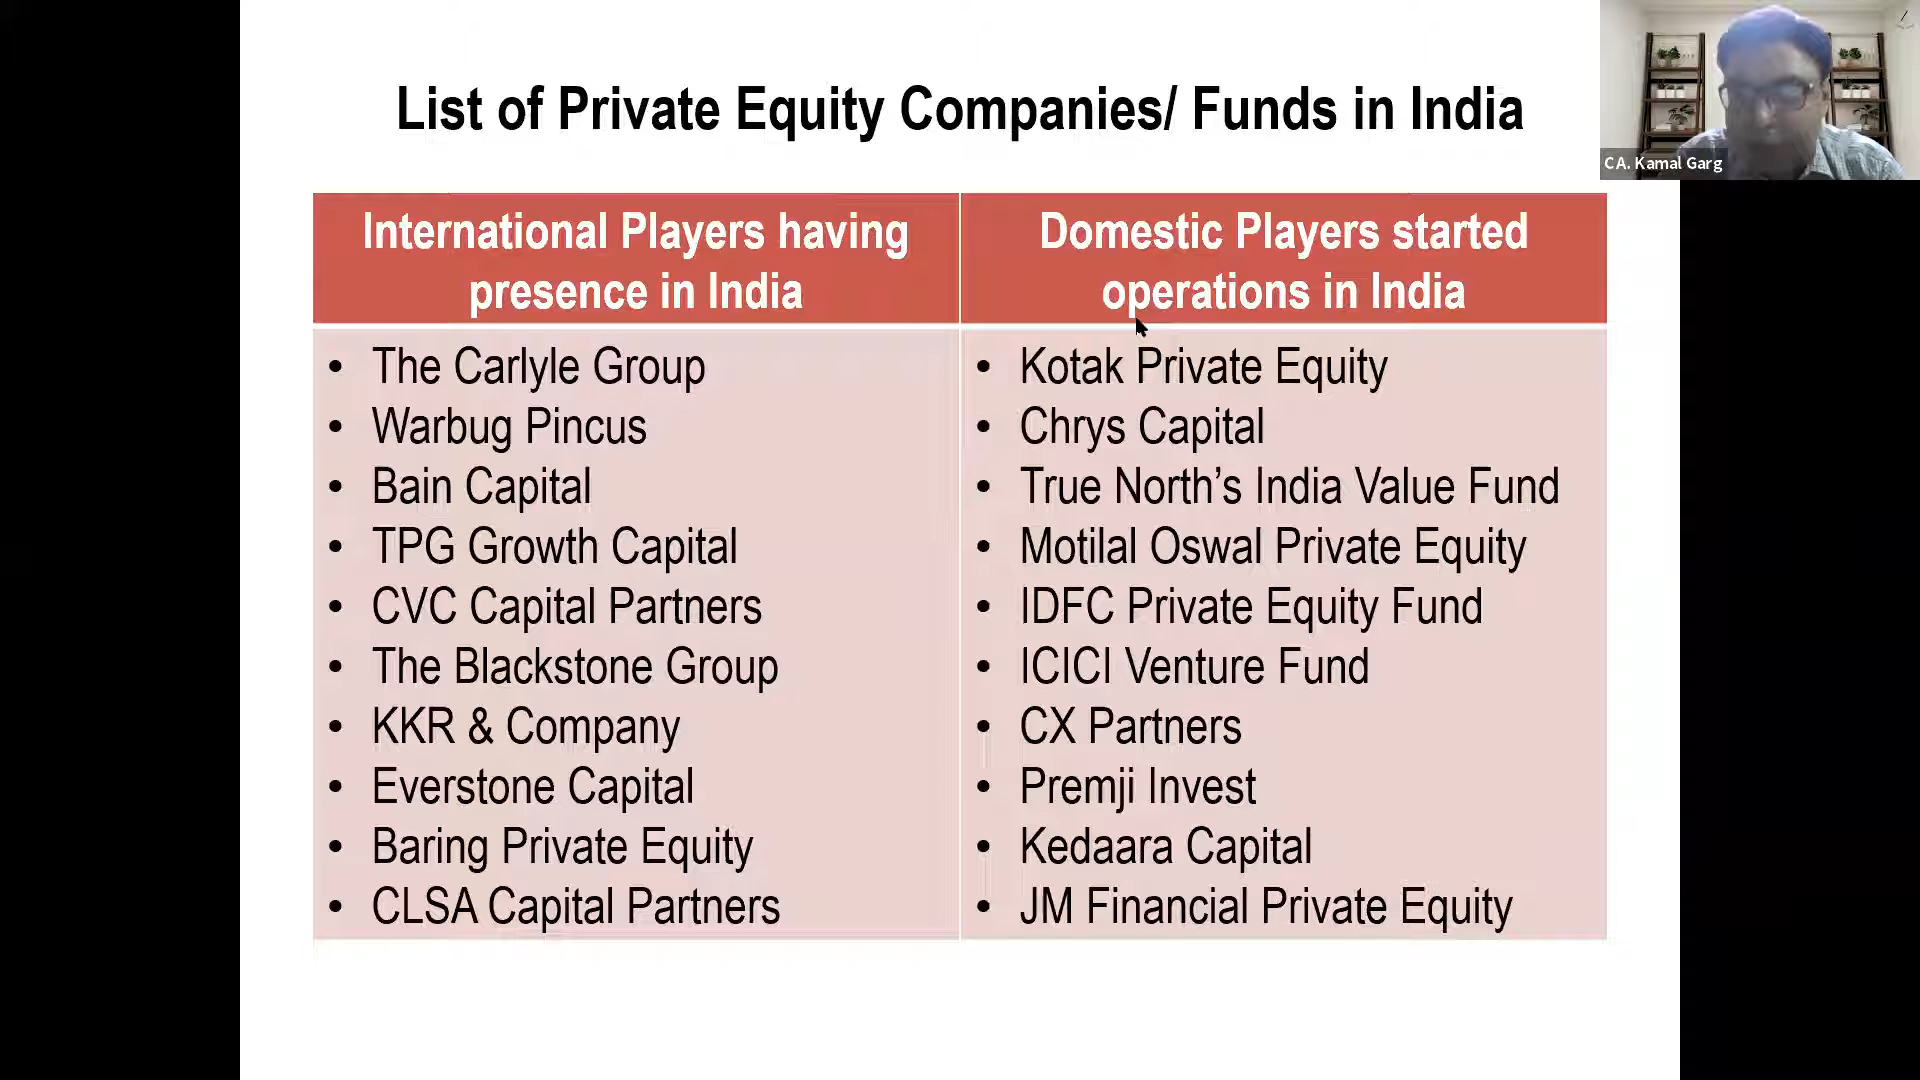 List of Private Equity Companies/ Funds in India
CA. Kamal Garg
International Players having
presence in India
• The Carlyle Group
• Warbug Pincus
• Bain Capital
• TPG Growth Capital
• CVC Capital Partners
• The Blackstone Group
• KKR & Company
• Everstone Capital
• Baring Private Equity
• CLSA Capital Partners
Domestic Players started
operations in India
• Kotak Private Equity
• Chrys Capital
• True North’s India Value Fund
• Motilal Oswal Private Equity
• IDFC Private Equity Fund
• ICICI Venture Fund
• CX Partners
• Premji Invest
• Kedaara Capital
• JM Financial Private Equity